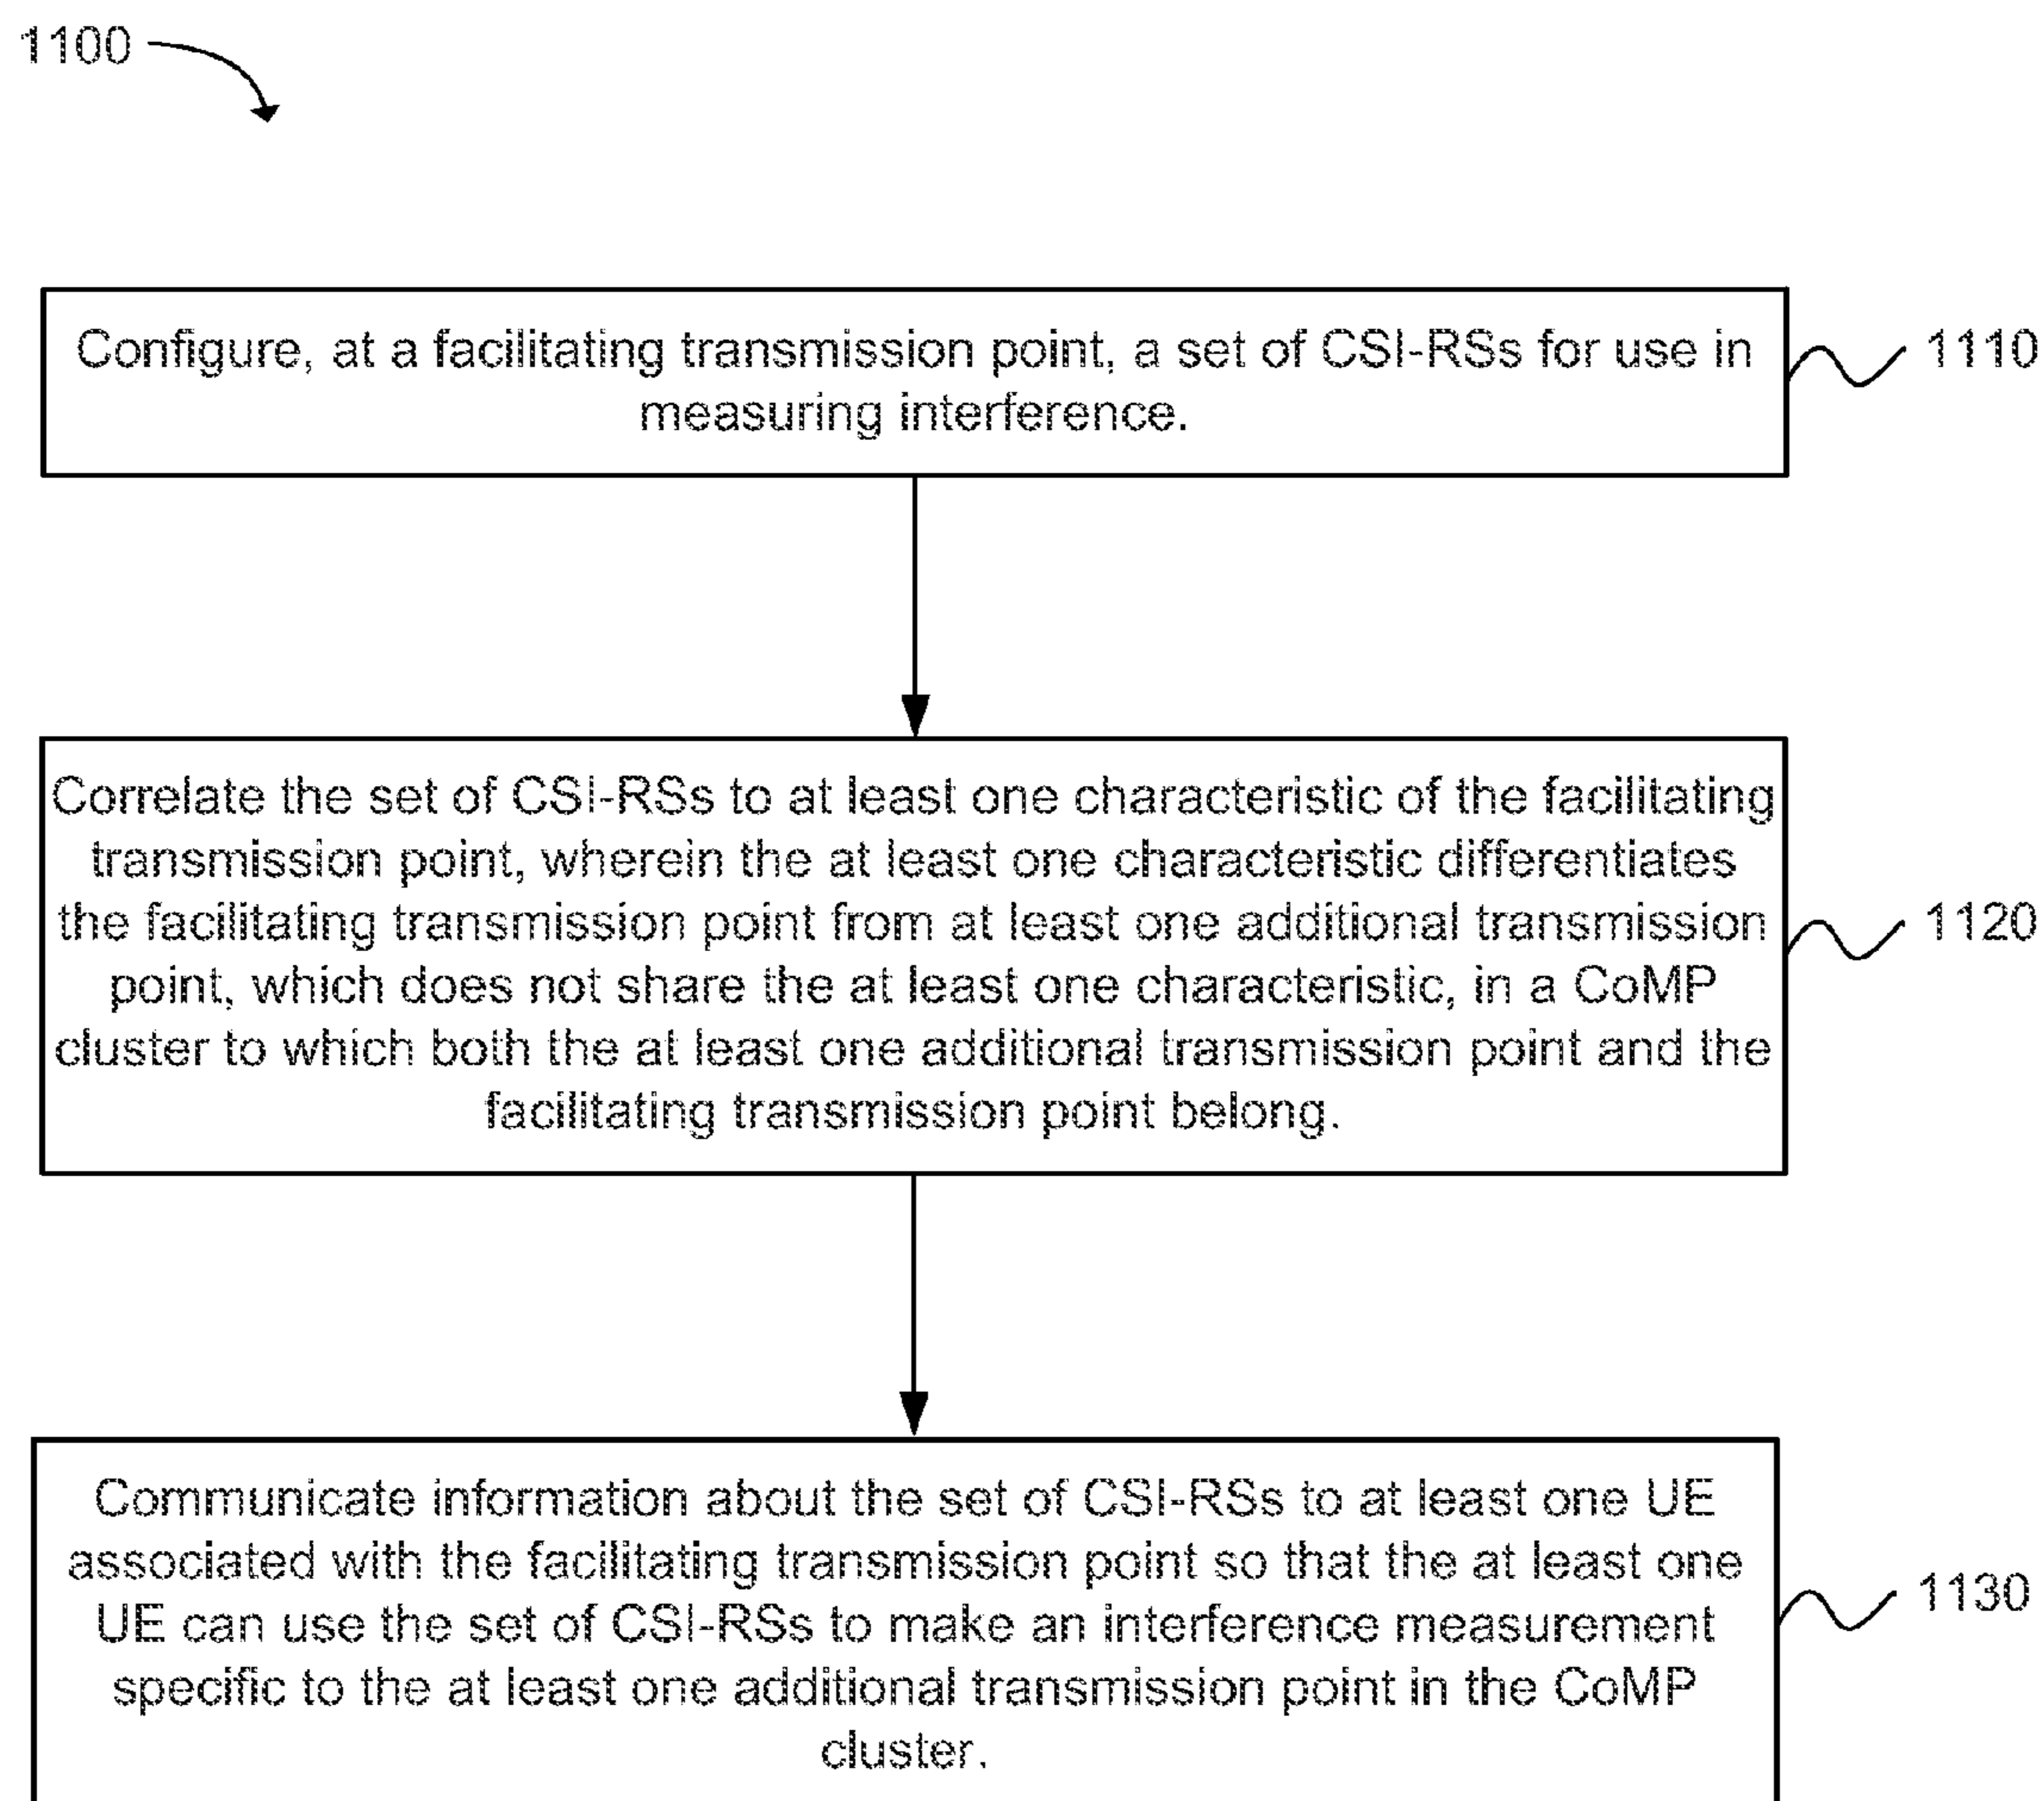 1100
Configure, at a facilitating transmission point, a set of CSI-RSs for use in
measuring interference.
1110
Correlate the set of CSI-RSs to at least one characteristic of the facilitating
transmission point, wherein the at least one characteristic differentiates
the facilitating transmission point from at least one additional transmission
point, which does not share the at least one characteristic, in a CoMP
cluster to which both the at least one additional transmission point and the
facilitating transmission point belong.
1120
Communicate information about the set of CSI-RSs to at least one UE
associated with the facilitating transmission point so that the at least one
UE can use the set of CSI-RSs to make an interference measurement
specific to the at least one additional transmission point in the CoMP
cluster.
1130